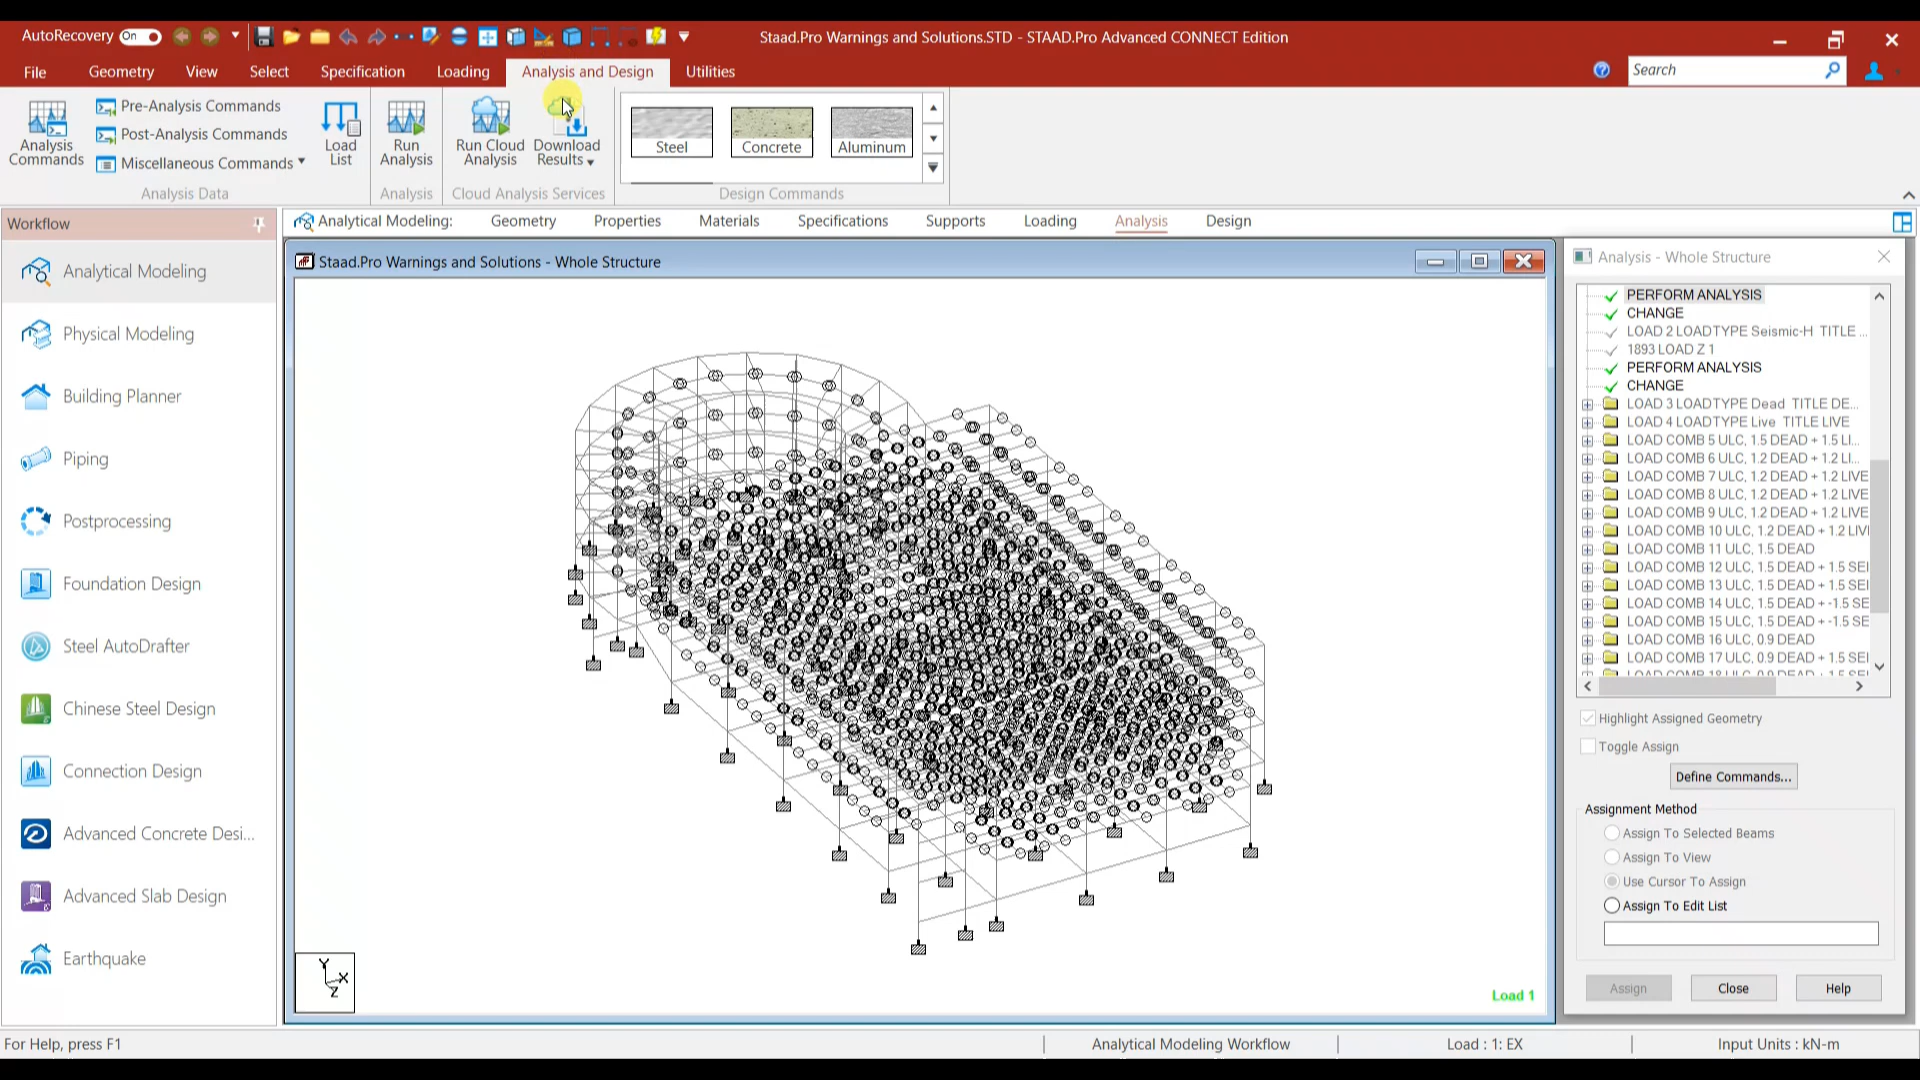 AutoRecovery On
Staad.Pro Warnings and Solutions.STD - STAAD.Pro Advanced CONNECT Edition
File Geometry View Select Specification Loading Analysis and Design Utilities
Search
Analysis Commands
Pre-Analysis Commands
Post-Analysis Commands
Miscellaneous Commands
Load List
Run Analysis
Run Cloud Analysis
Download Results
Steel
Concrete
Aluminum
Analysis Data
Analysis
Cloud Analysis Services
Design Commands
Workflow
Analytical Modeling: Geometry Properties Materials Specifications Supports Loading Analysis Design
Analytical Modeling
Physical Modeling
Building Planner
Piping
Postprocessing
Foundation Design
Steel AutoDrafter
Chinese Steel Design
Connection Design
Advanced Concrete Desi...
Advanced Slab Design
Earthquake
Staad.Pro Warnings and Solutions - Whole Structure
Y
X
Z
Load 1
Analysis - Whole Structure
PERFORM ANALYSIS
CHANGE
LOAD 2 LOADTYPE Seismic-H TITLE ...
1893 LOAD Z 1
PERFORM ANALYSIS
CHANGE
LOAD 3 LOADTYPE Dead TITLE DE...
LOAD 4 LOADTYPE Live TITLE LIVE
LOAD COMB 5 ULC, 1.5 DEAD + 1.5 LI...
LOAD COMB 6 ULC, 1.2 DEAD + 1.2 LI...
LOAD COMB 7 ULC, 1.2 DEAD + 1.2 LIVE
LOAD COMB 8 ULC, 1.2 DEAD + 1.2 LIVE
LOAD COMB 9 ULC, 1.2 DEAD + 1.2 LIVE
LOAD COMB 10 ULC, 1.2 DEAD + 1.2 LIV
LOAD COMB 11 ULC, 1.5 DEAD
LOAD COMB 12 ULC, 1.5 DEAD + 1.5 SEI
LOAD COMB 13 ULC, 1.5 DEAD + 1.5 SEI
LOAD COMB 14 ULC, 1.5 DEAD + -1.5 SE
LOAD COMB 15 ULC, 1.5 DEAD + -1.5 SE
LOAD COMB 16 ULC, 0.9 DEAD
LOAD COMB 17 ULC, 0.9 DEAD + 1.5 SEI
LOAD COMB 18 ULC, 0.9 DEAD + 1.5 SEI
Highlight Assigned Geometry
Toggle Assign
Define Commands...
Assignment Method
Assign To Selected Beams
Assign To View
Use Cursor To Assign
Assign To Edit List
Assign Close Help
For Help, press F1
Analytical Modeling Workflow
Load : 1: EX
Input Units : kN-m